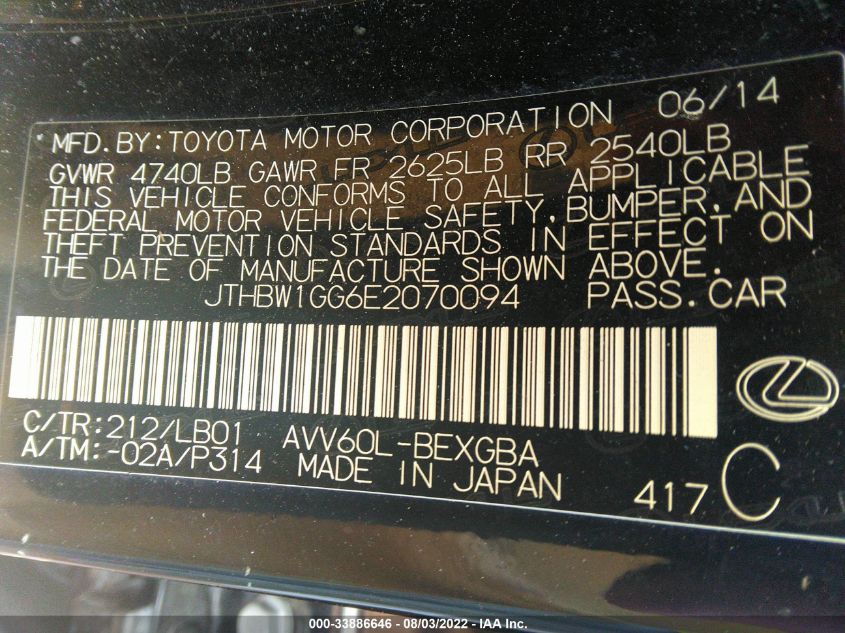 MFD. BY: TOYOTA MOTOR CORPORATION 06/14
GVWR 4740LB GAWR FR 2625LB RR 2540LB
THIS VEHICLE CONFORMS TO ALL APPLICABLE
FEDERAL MOTOR VEHICLE SAFETY, BUMPER, AND
THEFT PREVENTION STANDARDS IN EFFECT ON
THE DATE OF MANUFACTURE SHOWN ABOVE.
JTHBW1GG6E2070094 PASS. CAR
C/TR: 212/LB01 AVV60L-BEXGBA
A/TM: -02A/P314 MADE IN JAPAN
417 C
000-33886646 - 08/03/2022 - IAA Inc.